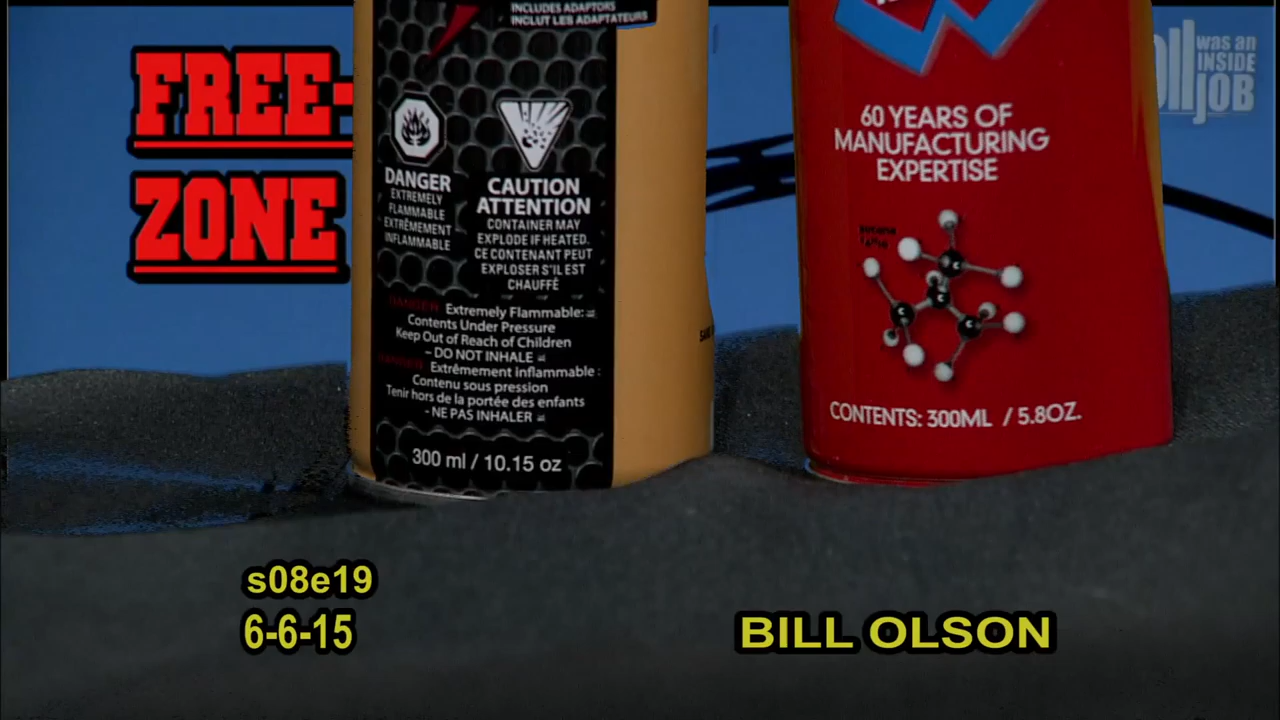 INCLUDES ADAPTORS
INCLUT LES ADAPTATEURS
FREE-
ZONE
DANGER
EXTREMELY
FLAMMABLE
EXTRÊMEMENT
INFLAMMABLE
CAUTION
ATTENTION
CONTAINER MAY
EXPLODE IF HEATED.
CE CONTENANT PEUT
EXPLOSER S'IL EST
CHAUFFÉ
DANGER Extremely Flammable:
Contents Under Pressure
Keep Out of Reach of Children
– DO NOT INHALE
Extrêmement inflammable :
Contenu sous pression
Tenir hors de la portée des enfants
- NE PAS INHALER
300 ml / 10.15 oz
60 YEARS OF
MANUFACTURING
EXPERTISE
CONTENTS: 300ML / 5.8OZ.
was an
INSIDE
jOB
s08e19
6-6-15
BILL OLSON